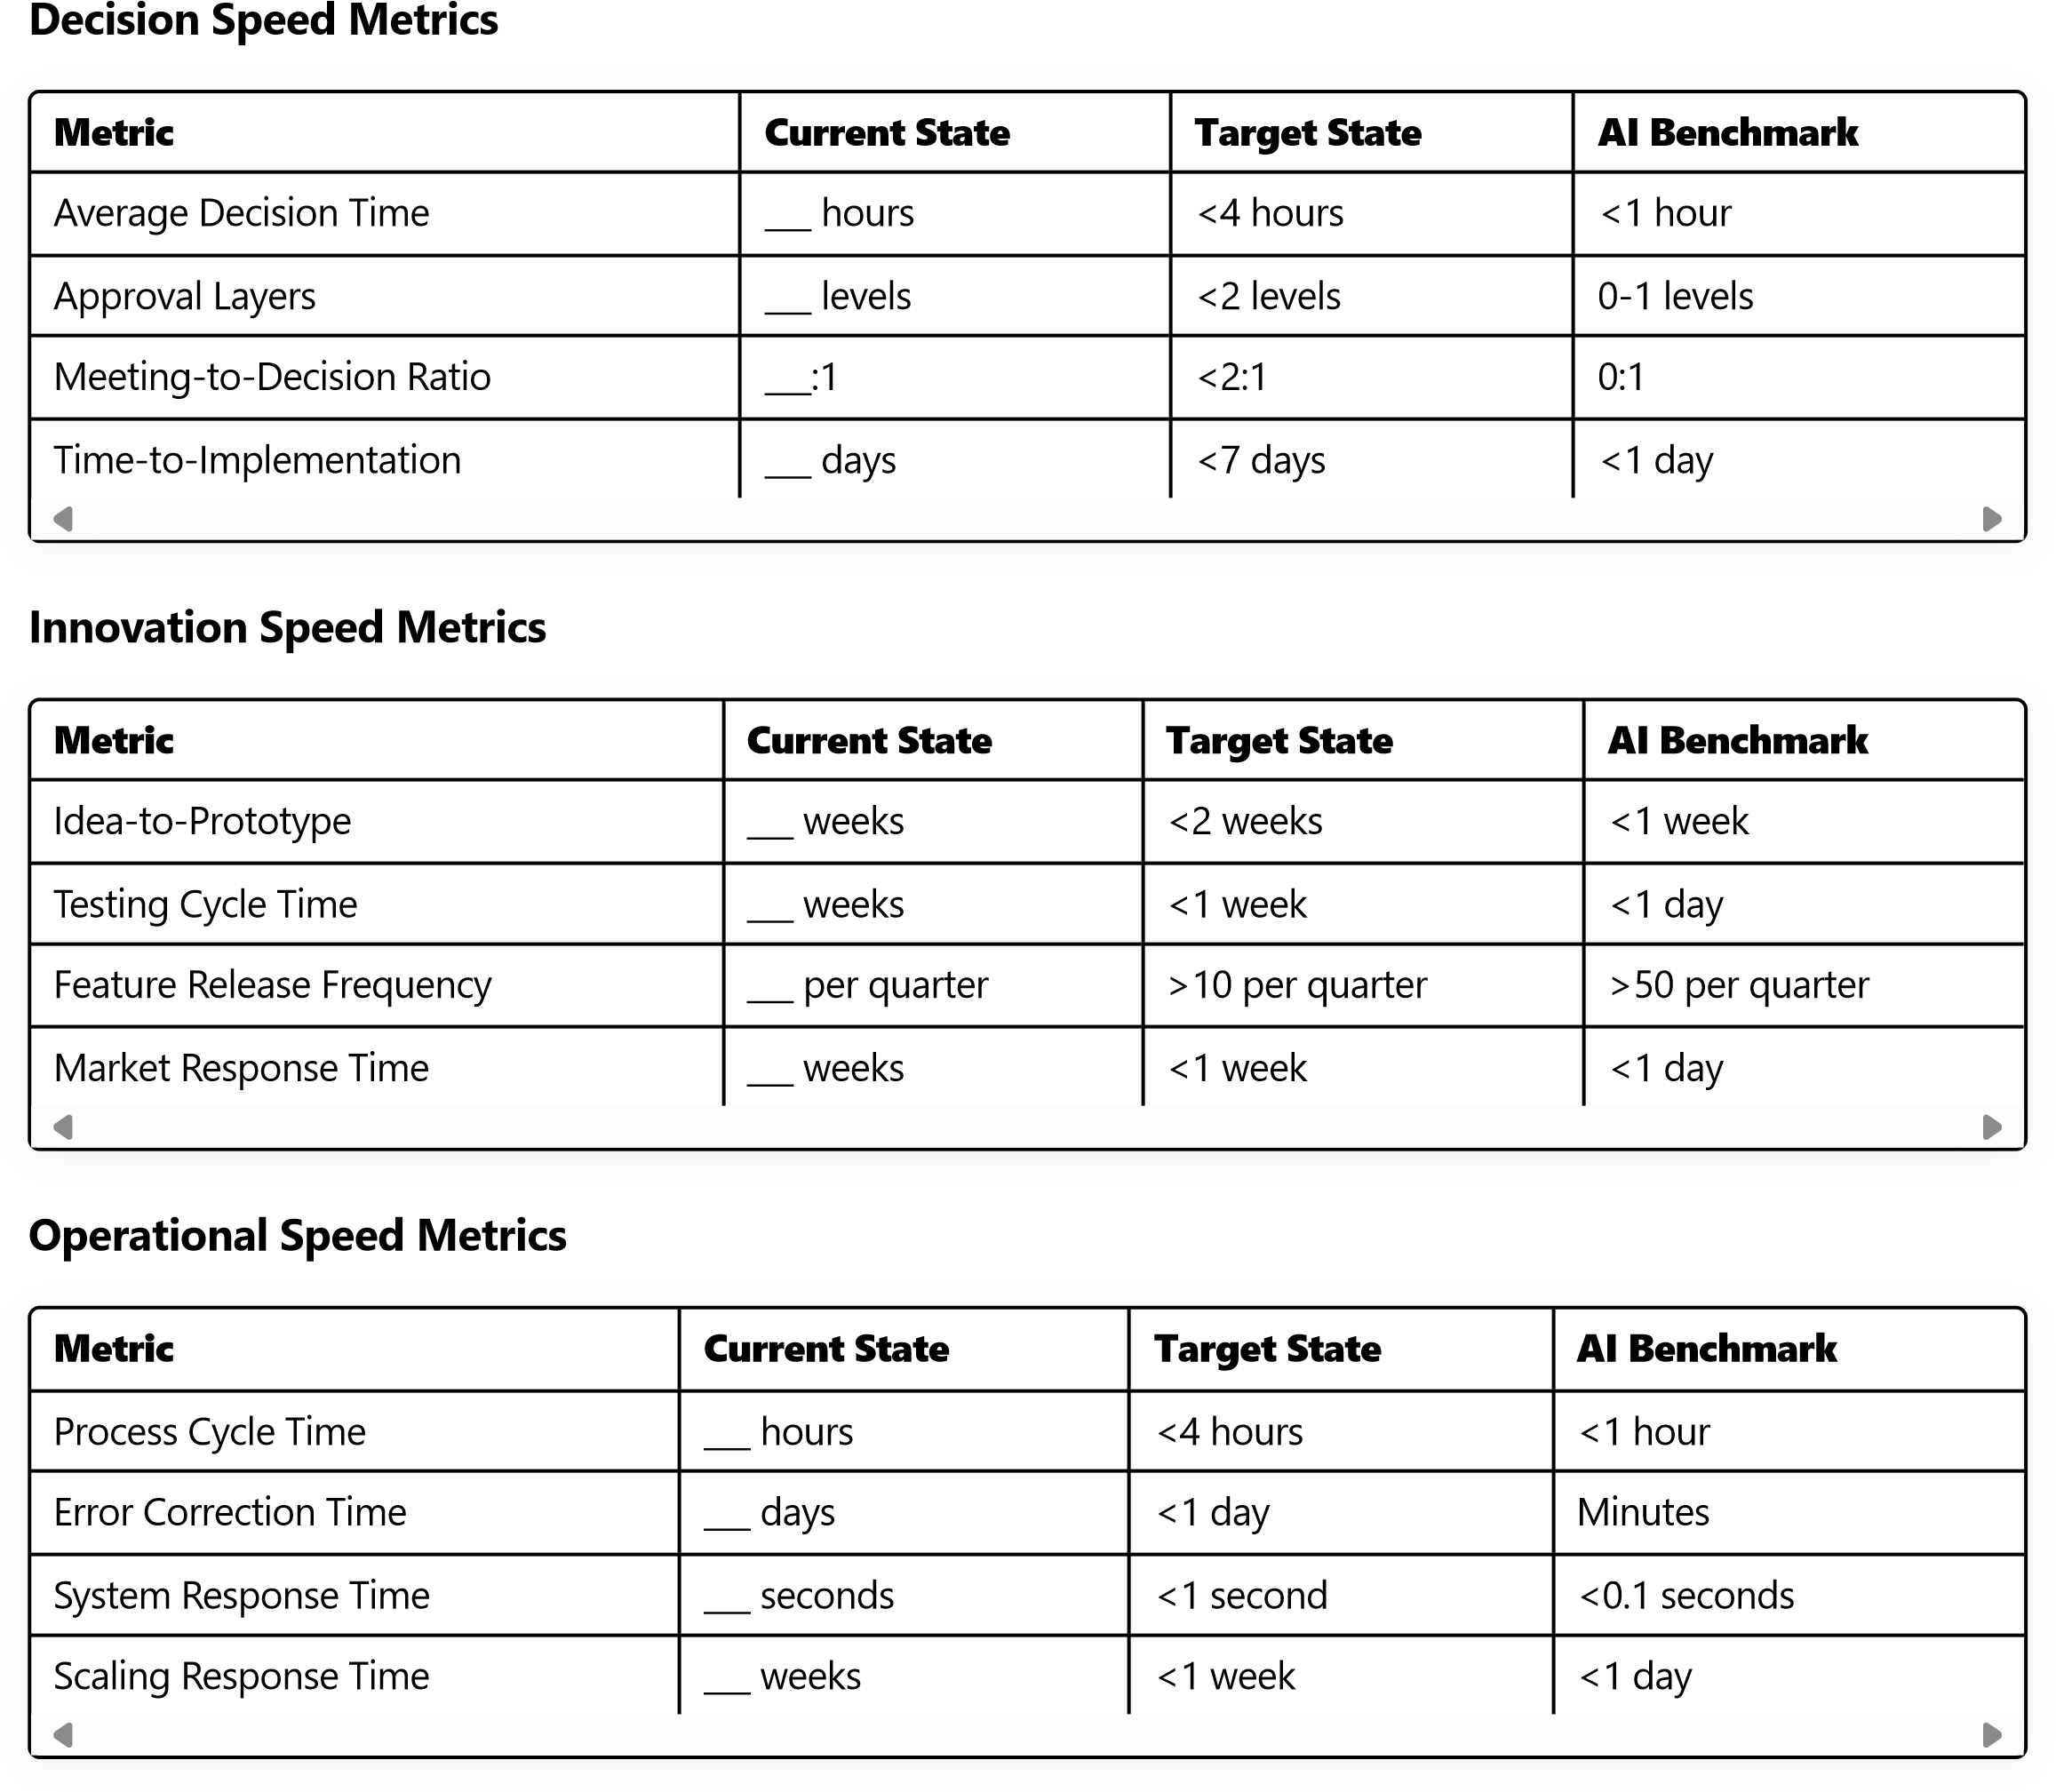 Decision Speed Metrics
Metric Current State Target State AI Benchmark
Average Decision Time ___ hours <4 hours <1 hour
Approval Layers ___ levels <2 levels 0-1 levels
Meeting-to-Decision Ratio ___:1 <2:1 0:1
Time-to-Implementation ___ days <7 days <1 day
Innovation Speed Metrics
Metric Current State Target State AI Benchmark
Idea-to-Prototype ___ weeks <2 weeks <1 week
Testing Cycle Time ___ weeks <1 week <1 day
Feature Release Frequency ___ per quarter >10 per quarter >50 per quarter
Market Response Time ___ weeks <1 week <1 day
Operational Speed Metrics
Metric Current State Target State AI Benchmark
Process Cycle Time ___ hours <4 hours <1 hour
Error Correction Time ___ days <1 day Minutes
System Response Time ___ seconds <1 second <0.1 seconds
Scaling Response Time ___ weeks <1 week <1 day